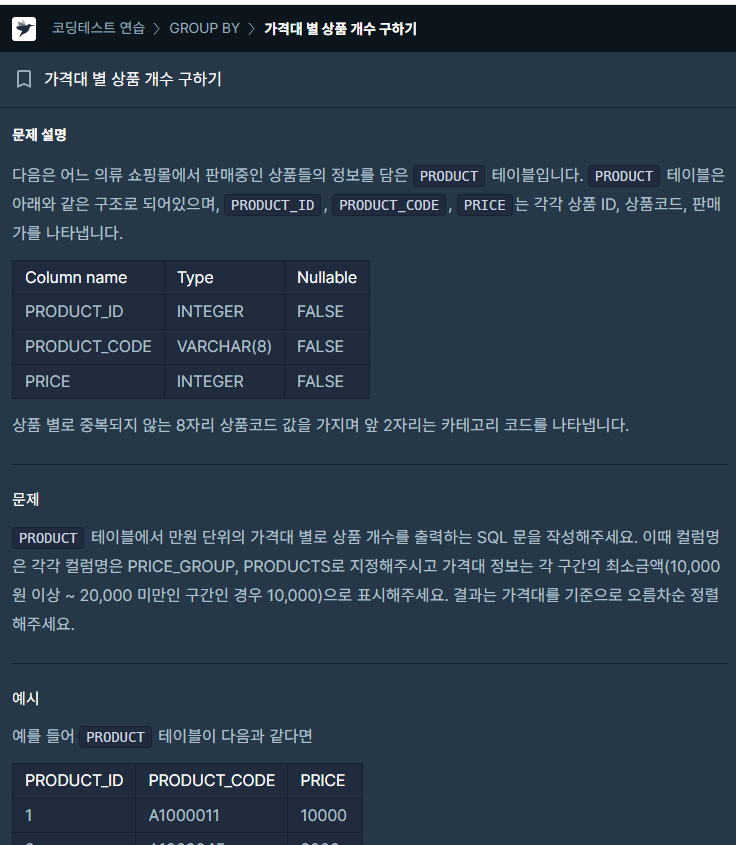 코딩테스트 연습 > GROUP BY > 가격대 별 상품 개수 구하기
가격대 별 상품 개수 구하기
문제 설명
다음은 어느 의류 쇼핑몰에서 판매중인 상품들의 정보를 담은 PRODUCT 테이블입니다. PRODUCT 테이블은
아래와 같은 구조로 되어있으며, PRODUCT_ID, PRODUCT_CODE, PRICE는 각각 상품 ID, 상품코드, 판매
가를 나타냅니다.
Column name Type Nullable
PRODUCT_ID INTEGER FALSE
PRODUCT_CODE VARCHAR(8) FALSE
PRICE INTEGER FALSE
상품 별로 중복되지 않는 8자리 상품코드 값을 가지며 앞 2자리는 카테고리 코드를 나타냅니다.
문제
PRODUCT 테이블에서 만원 단위의 가격대 별로 상품 개수를 출력하는 SQL 문을 작성해주세요. 이때 컬럼명
은 각각 컬럼명은 PRICE_GROUP, PRODUCTS로 지정해주시고 가격대 정보는 각 구간의 최소금액(10,000
원 이상 ~ 20,000 미만인 구간인 경우 10,000)으로 표시해주세요. 결과는 가격대를 기준으로 오름차순 정렬
해주세요.
예시
예를 들어 PRODUCT 테이블이 다음과 같다면
PRODUCT_ID PRODUCT_CODE PRICE
1 A1000011 10000